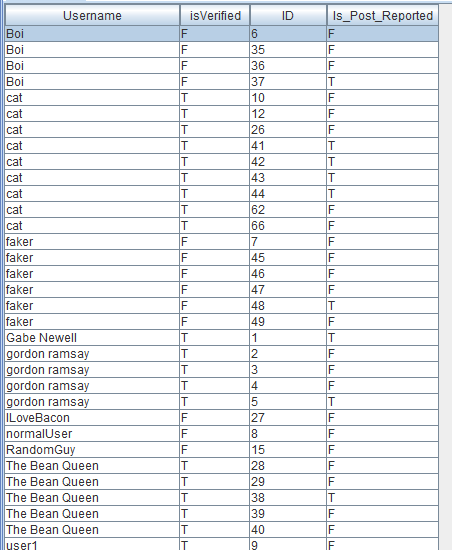 Username isVerified ID Is_Post_Reported
Boi F 6 F
Boi F 35 F
Boi F 36 F
Boi F 37 T
cat T 10 F
cat T 12 F
cat T 26 F
cat T 41 T
cat T 42 T
cat T 43 T
cat T 44 T
cat T 62 F
cat T 66 F
faker F 7 F
faker F 45 F
faker F 46 F
faker F 47 F
faker F 48 T
faker F 49 F
Gabe Newell T 1 T
gordon ramsay T 2 F
gordon ramsay T 3 F
gordon ramsay T 4 F
gordon ramsay T 5 T
ILoveBacon F 27 F
normalUser F 8 F
RandomGuy F 15 F
The Bean Queen T 28 F
The Bean Queen T 29 F
The Bean Queen T 38 T
The Bean Queen T 39 F
The Bean Queen T 40 F
user1 T 9 F